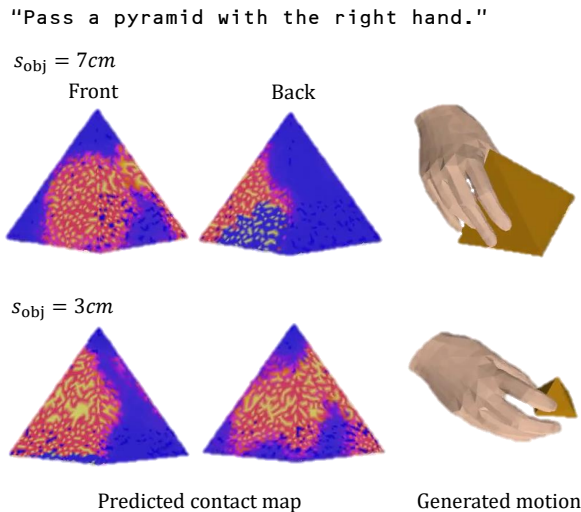 "Pass a pyramid with the right hand."
s_obj = 7cm
Front Back
s_obj = 3cm
Predicted contact map Generated motion